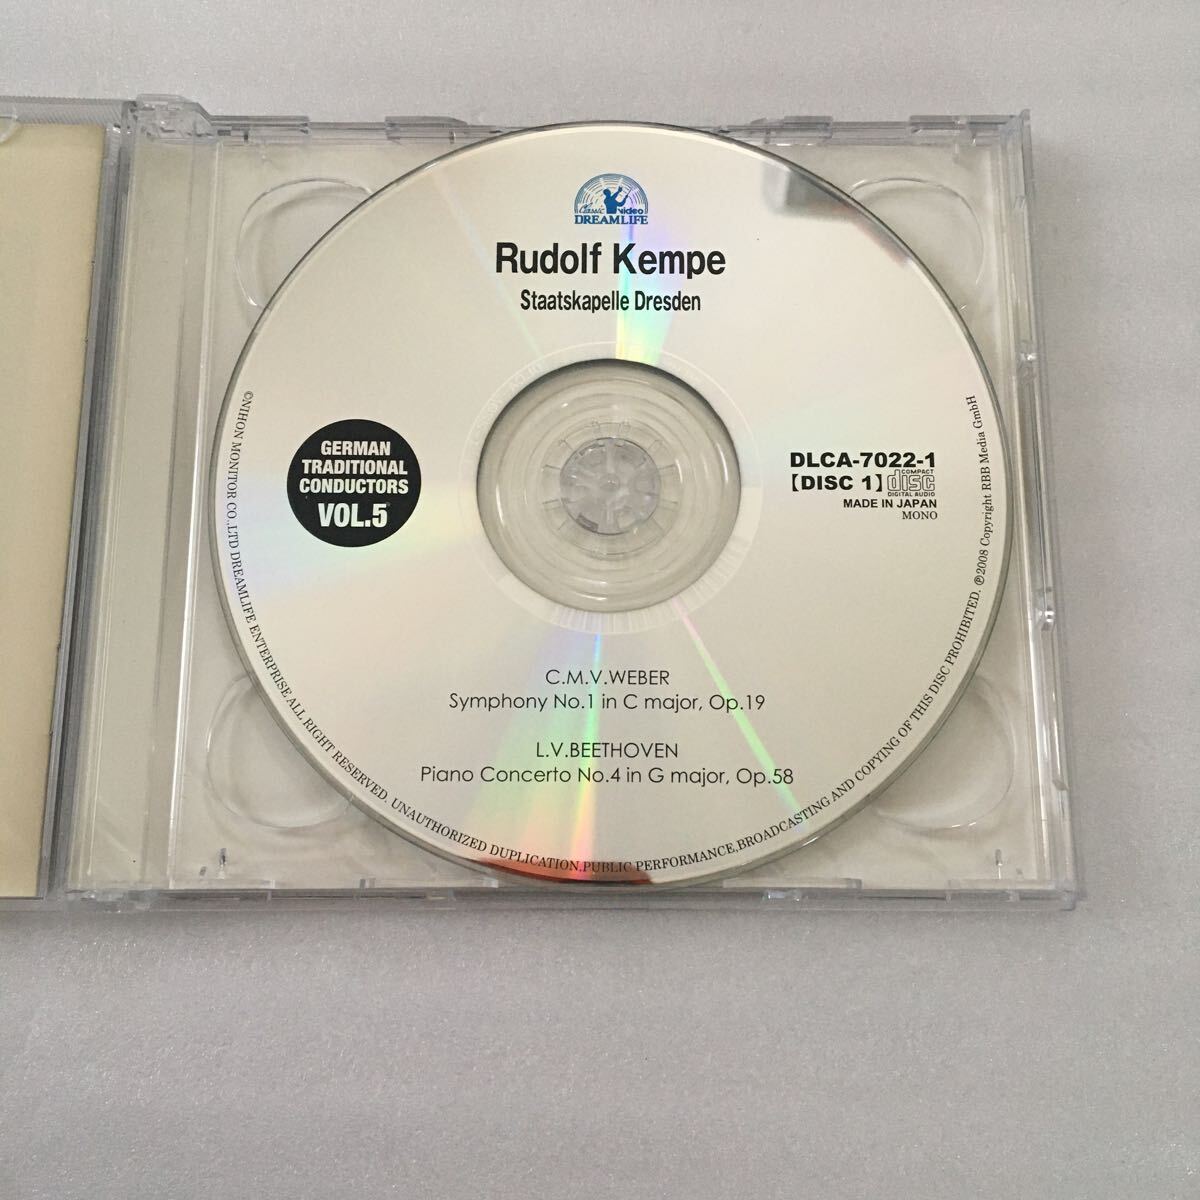 Classic Video
DREAMLIFE
Rudolf Kempe
Staatskapelle Dresden
GERMAN
TRADITIONAL
CONDUCTORS
VOL.5
DLCA-7022-1
【DISC 1】 COMPACT disc DIGITAL AUDIO
MADE IN JAPAN
MONO
C.M.V.WEBER
Symphony No.1 in C major, Op.19
L.V.BEETHOVEN
Piano Concerto No.4 in G major, Op.58
©NIHON MONITOR CO.,LTD DREAMLIFE ENTERPRISE.ALL RIGHT RESERVED. UNAUTHORIZED DUPLICATION,PUBLIC PERFORMANCE,BROADCASTING AND COPYING OF THIS DISC PROHIBITED. ℗2008 Copyright RBB Media GmbH